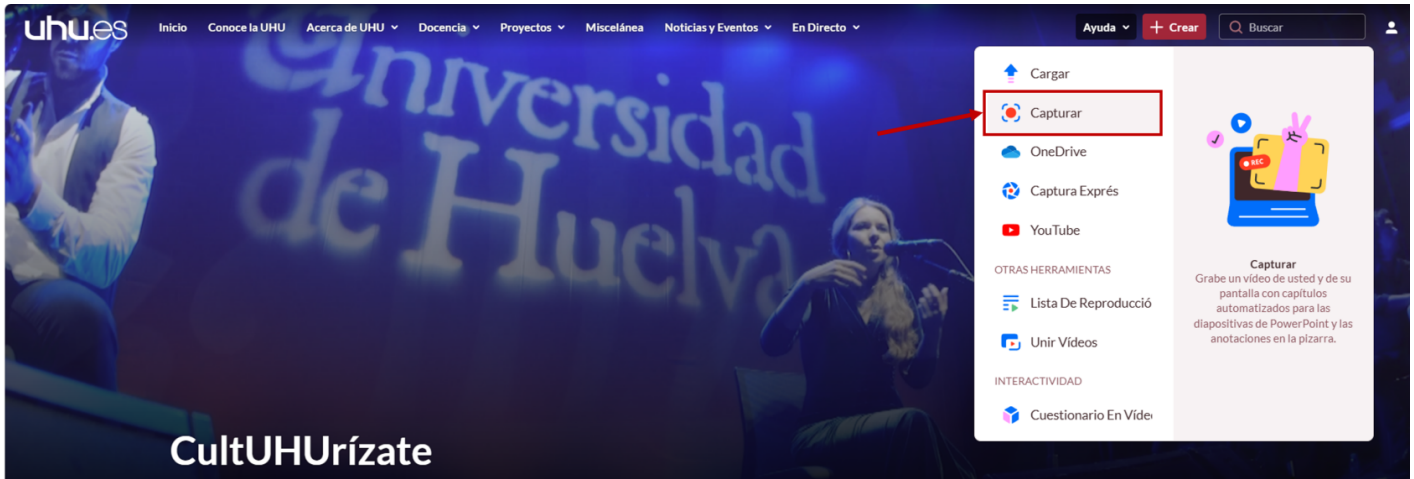 uhu.es
Inicio Conoce la UHU Acerca de UHU Docencia Proyectos Miscelánea Noticias y Eventos En Directo Ayuda + Crear Buscar
Universidad
de Huelva
Cargar
Capturar
OneDrive
Captura Exprés
YouTube
OTRAS HERRAMIENTAS
Lista De Reproducció
Unir Vídeos
INTERACTIVIDAD
Cuestionario En Víde
REC
Capturar
Grabe un vídeo de usted y de su
pantalla con capítulos
automatizados para las
diapositivas de PowerPoint y las
anotaciones en la pizarra.
CultUHUrízate